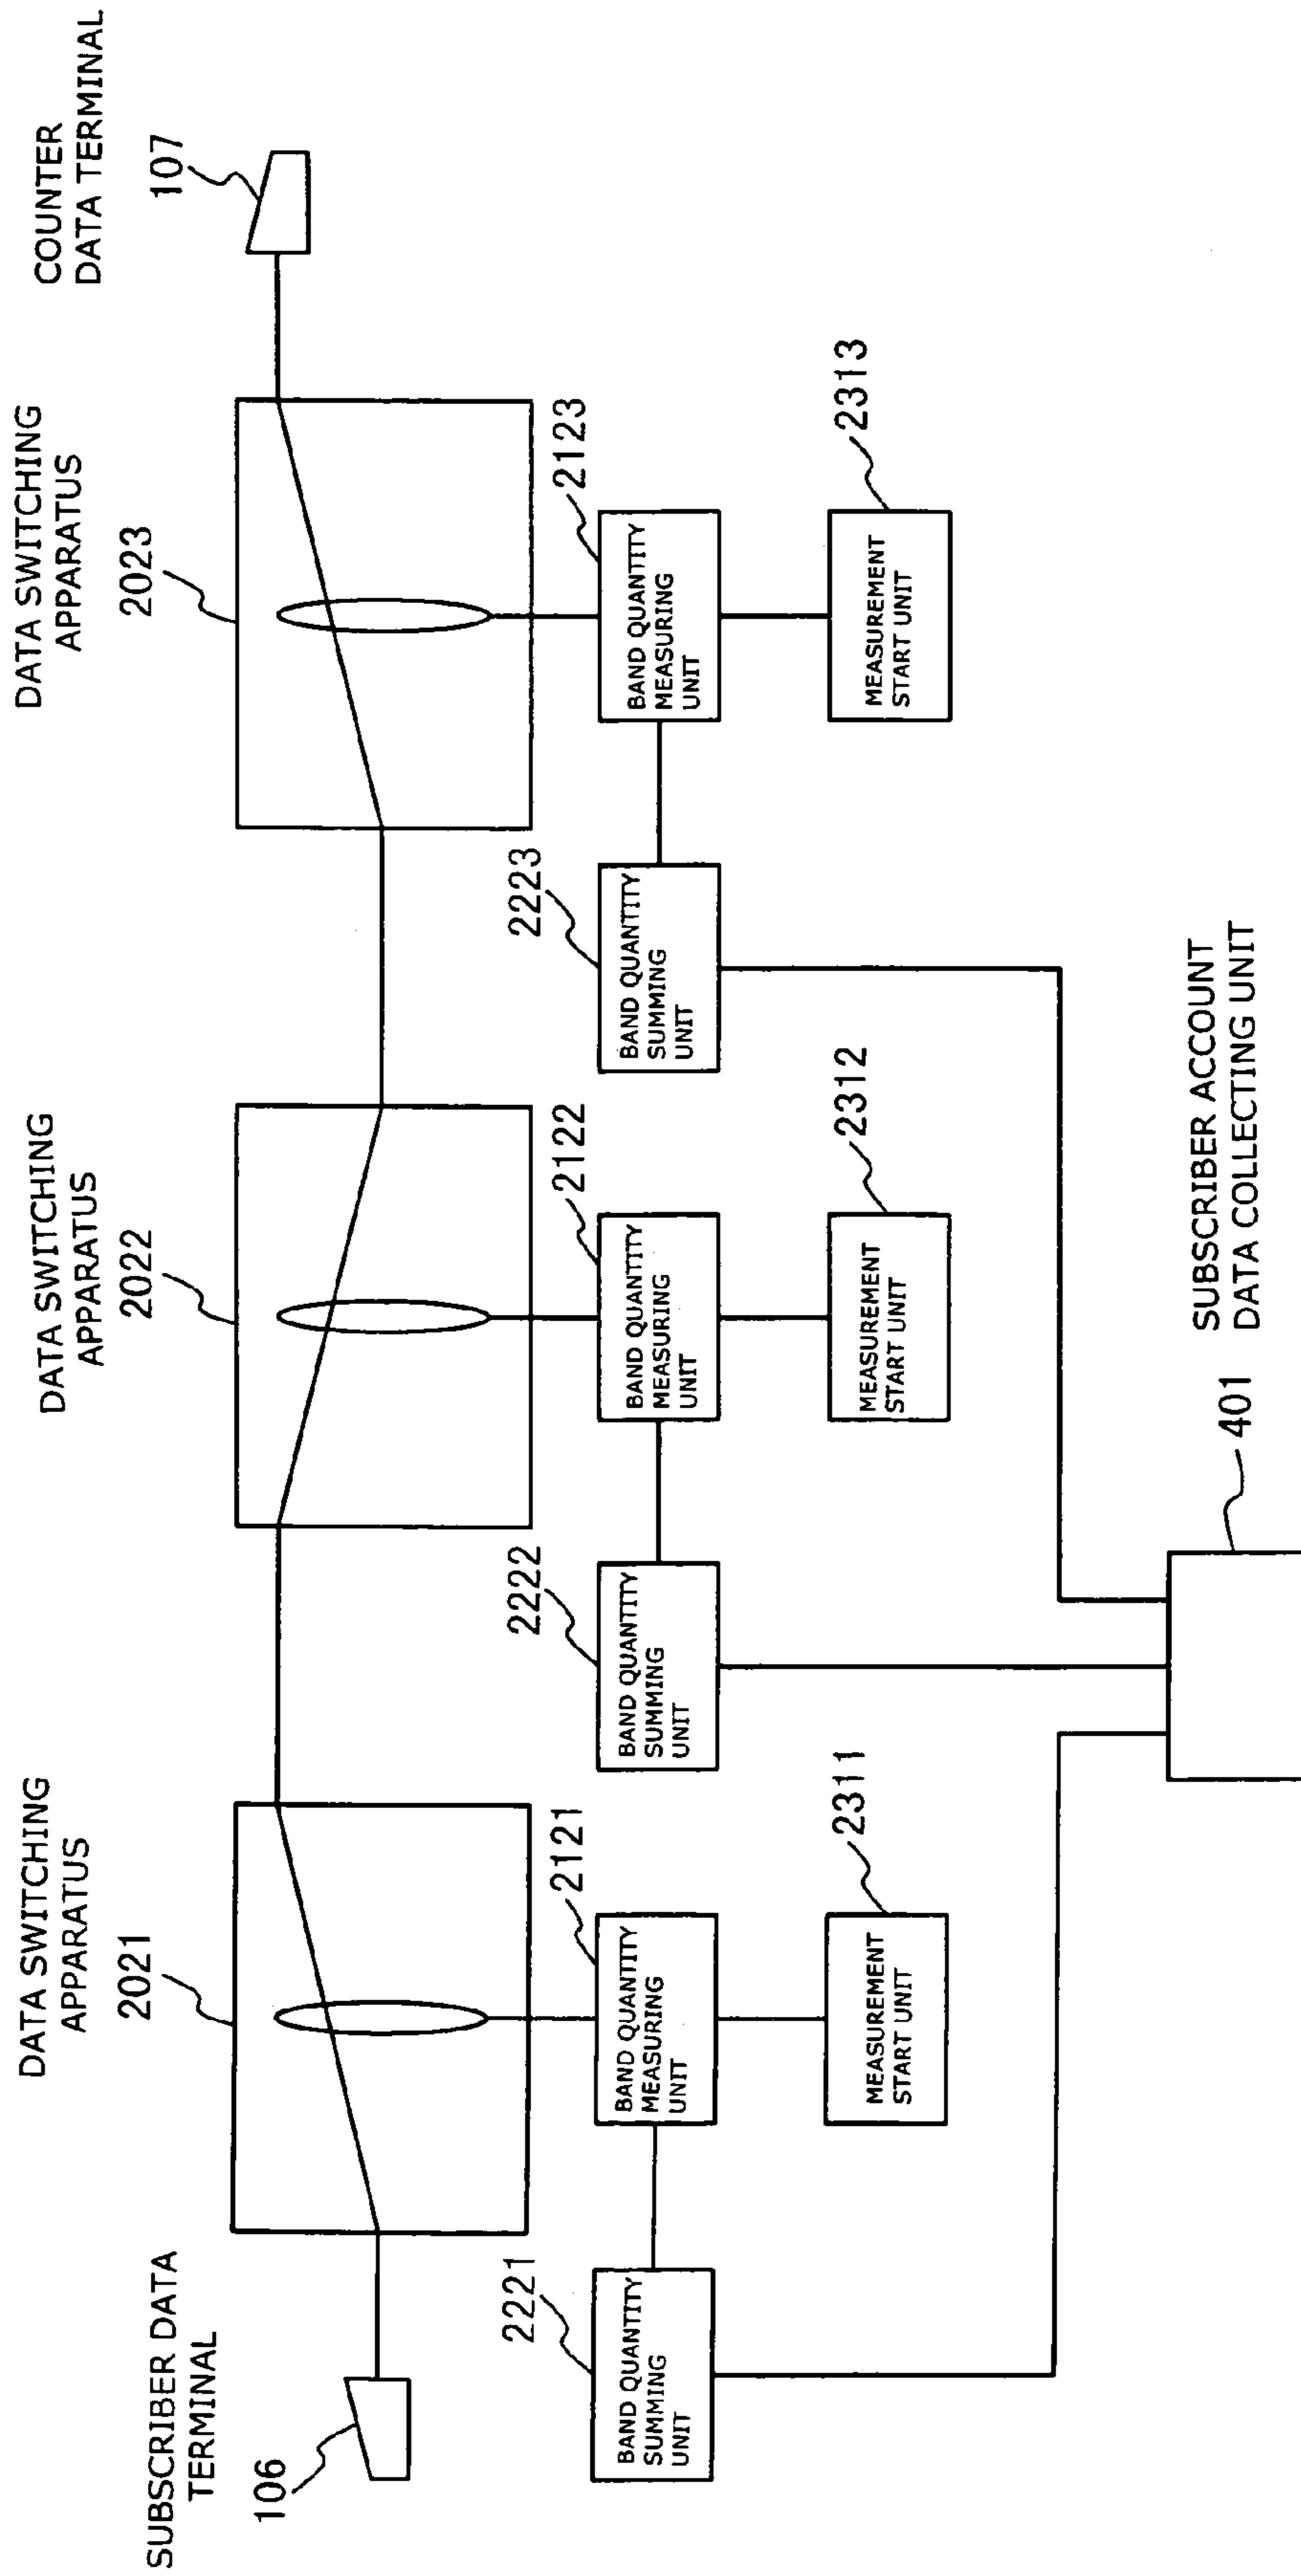 SUBSCRIBER DATA
TERMINAL
106
DATA SWITCHING
APPARATUS
2021
DATA SWITCHING
APPARATUS
2022
DATA SWITCHING
APPARATUS
2023
COUNTER
DATA TERMINAL
107
2221
BAND QUANTITY
SUMMING
UNIT
2121
BAND QUANTITY
MEASURING
UNIT
2311
MEASUREMENT
START UNIT
2222
BAND QUANTITY
SUMMING
UNIT
2122
BAND QUANTITY
MEASURING
UNIT
2312
MEASUREMENT
START UNIT
2223
BAND QUANTITY
SUMMING
UNIT
2123
BAND QUANTITY
MEASURING
UNIT
2313
MEASUREMENT
START UNIT
401
SUBSCRIBER ACCOUNT
DATA COLLECTING UNIT